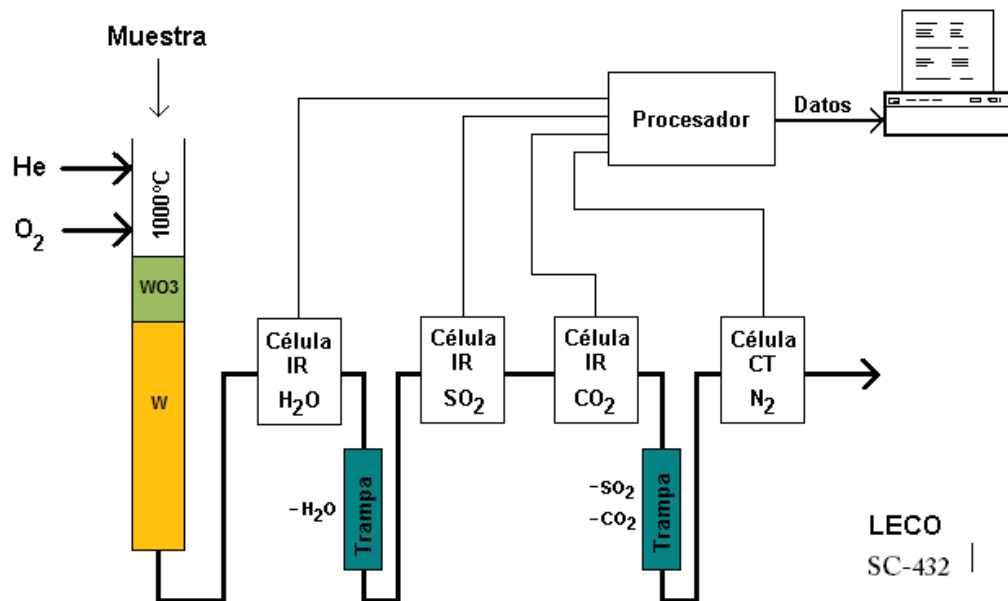 Muestra
He
O2
1000°C
WO3
W
Procesador
Datos
Célula
IR
H2O
Célula
IR
SO2
Célula
IR
CO2
Célula
CT
N2
-H2O
Trampa
-SO2
-CO2
Trampa
LECO
SC-432